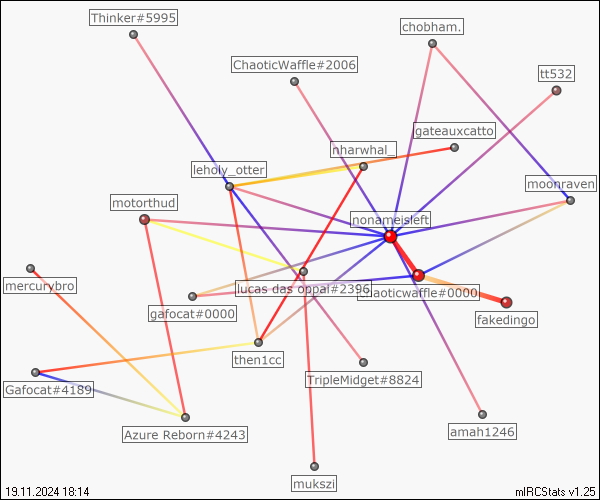 Thinker#5995
chobham.
ChaoticWaffle#2006
tt532
gateauxcatto
nharwhal_
leholy_otter
moonraven
motorthud
nonameisleft
mercurybro
lucas das oppai#2396
chaoticwaffle#0000
gafocat#0000
fakedingo
then1cc
TripleMidget#8824
Gafocat#4189
Azure Reborn#4243
amah1246
mukszi
19.11.2024 18:14
mIRCStats v1.25